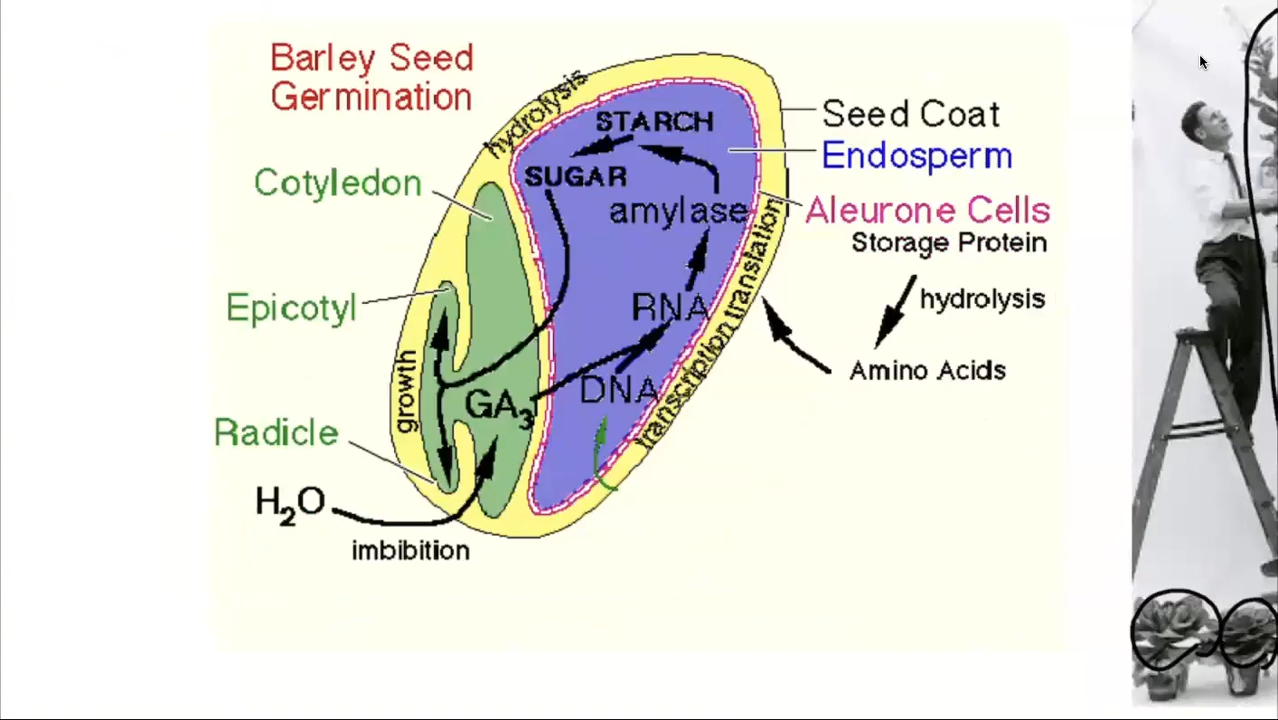 Barley Seed
Germination
hydrolysis
STARCH
SUGAR
amylase
Seed Coat
Endosperm
Aleurone Cells
Storage Protein
hydrolysis
Amino Acids
Cotyledon
Epicotyl
growth
GA3
RNA
DNA
transcription translation
Radicle
H2O
imbibition